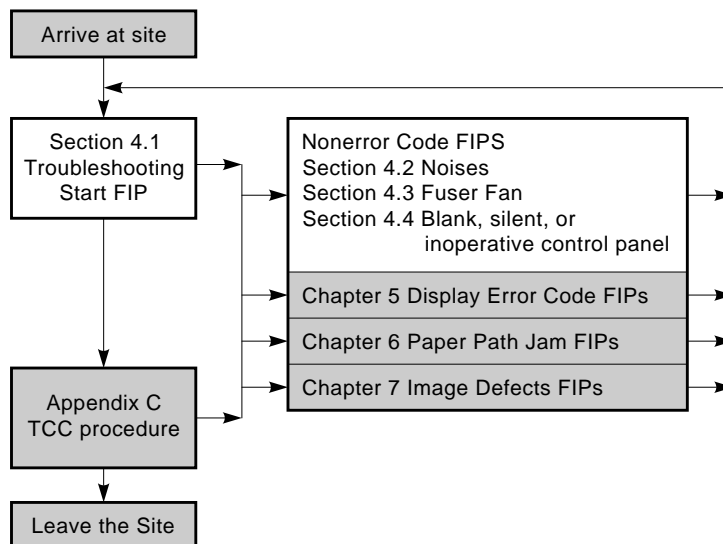 Arrive at site
Section 4.1
Troubleshooting
Start FIP
Nonerror Code FIPS
Section 4.2 Noises
Section 4.3 Fuser Fan
Section 4.4 Blank, silent, or
inoperative control panel
Chapter 5 Display Error Code FIPs
Chapter 6 Paper Path Jam FIPs
Chapter 7 Image Defects FIPs
Appendix C
TCC procedure
Leave the Site